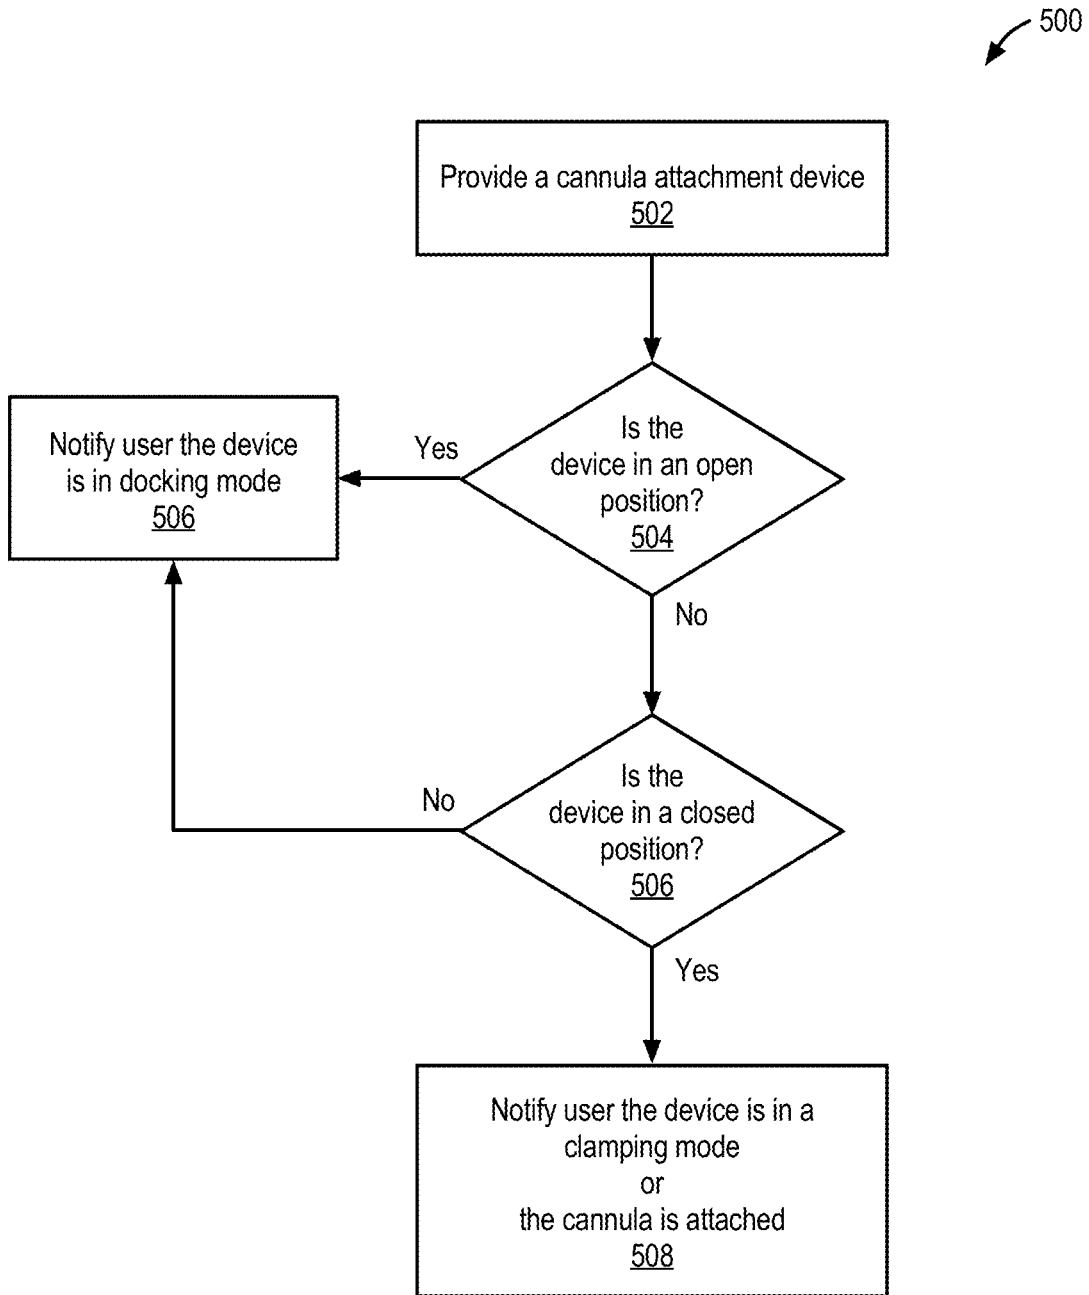 500
Provide a cannula attachment device
502
Is the
device in an open
position?
504
Yes
Notify user the device
is in docking mode
506
No
Is the
device in a closed
position?
506
No
Yes
Notify user the device is in a
clamping mode
or
the cannula is attached
508